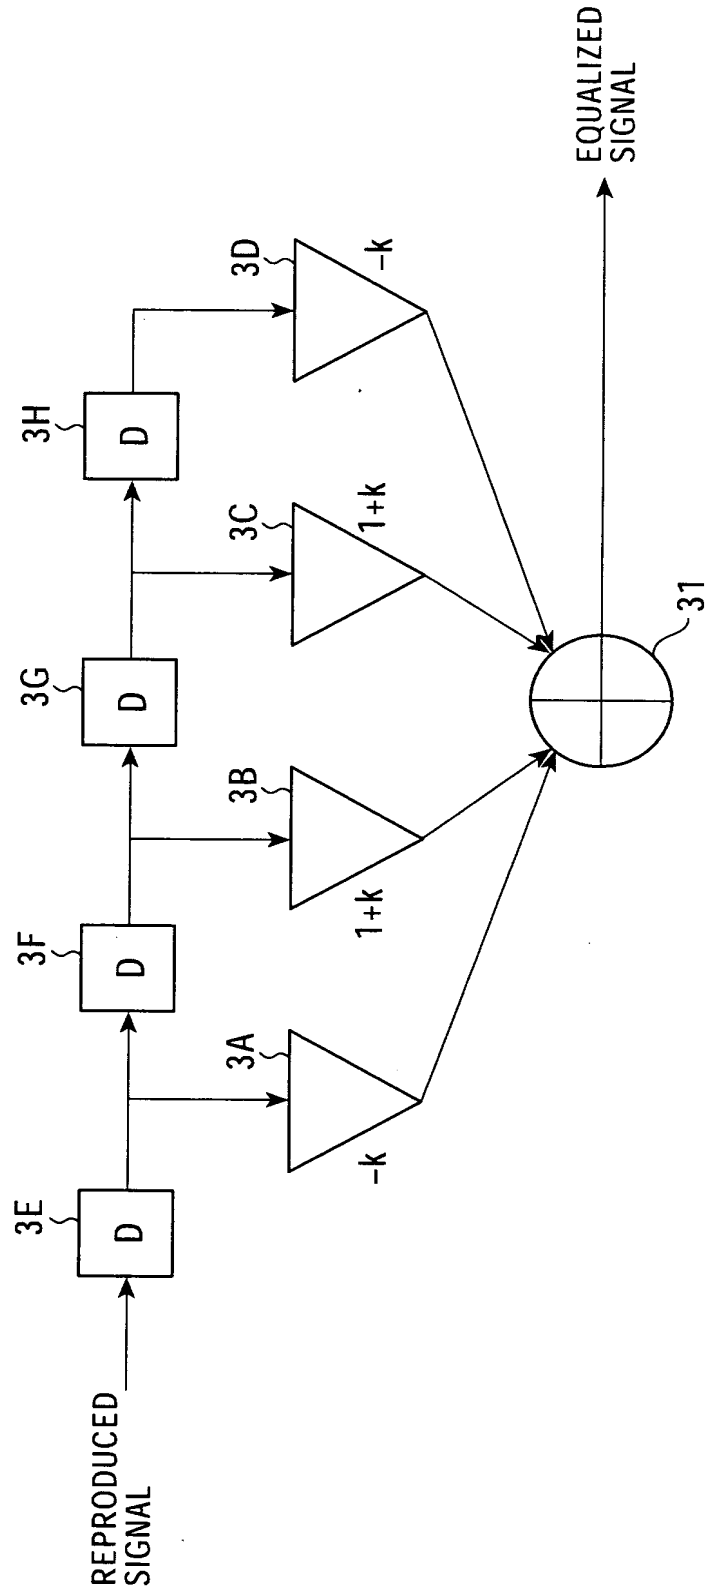 REPRODUCED
SIGNAL
3E
D
3F
D
3G
D
3H
D
3A
-k
3B
1+k
3C
1+k
3D
-k
31
EQUALIZED
SIGNAL